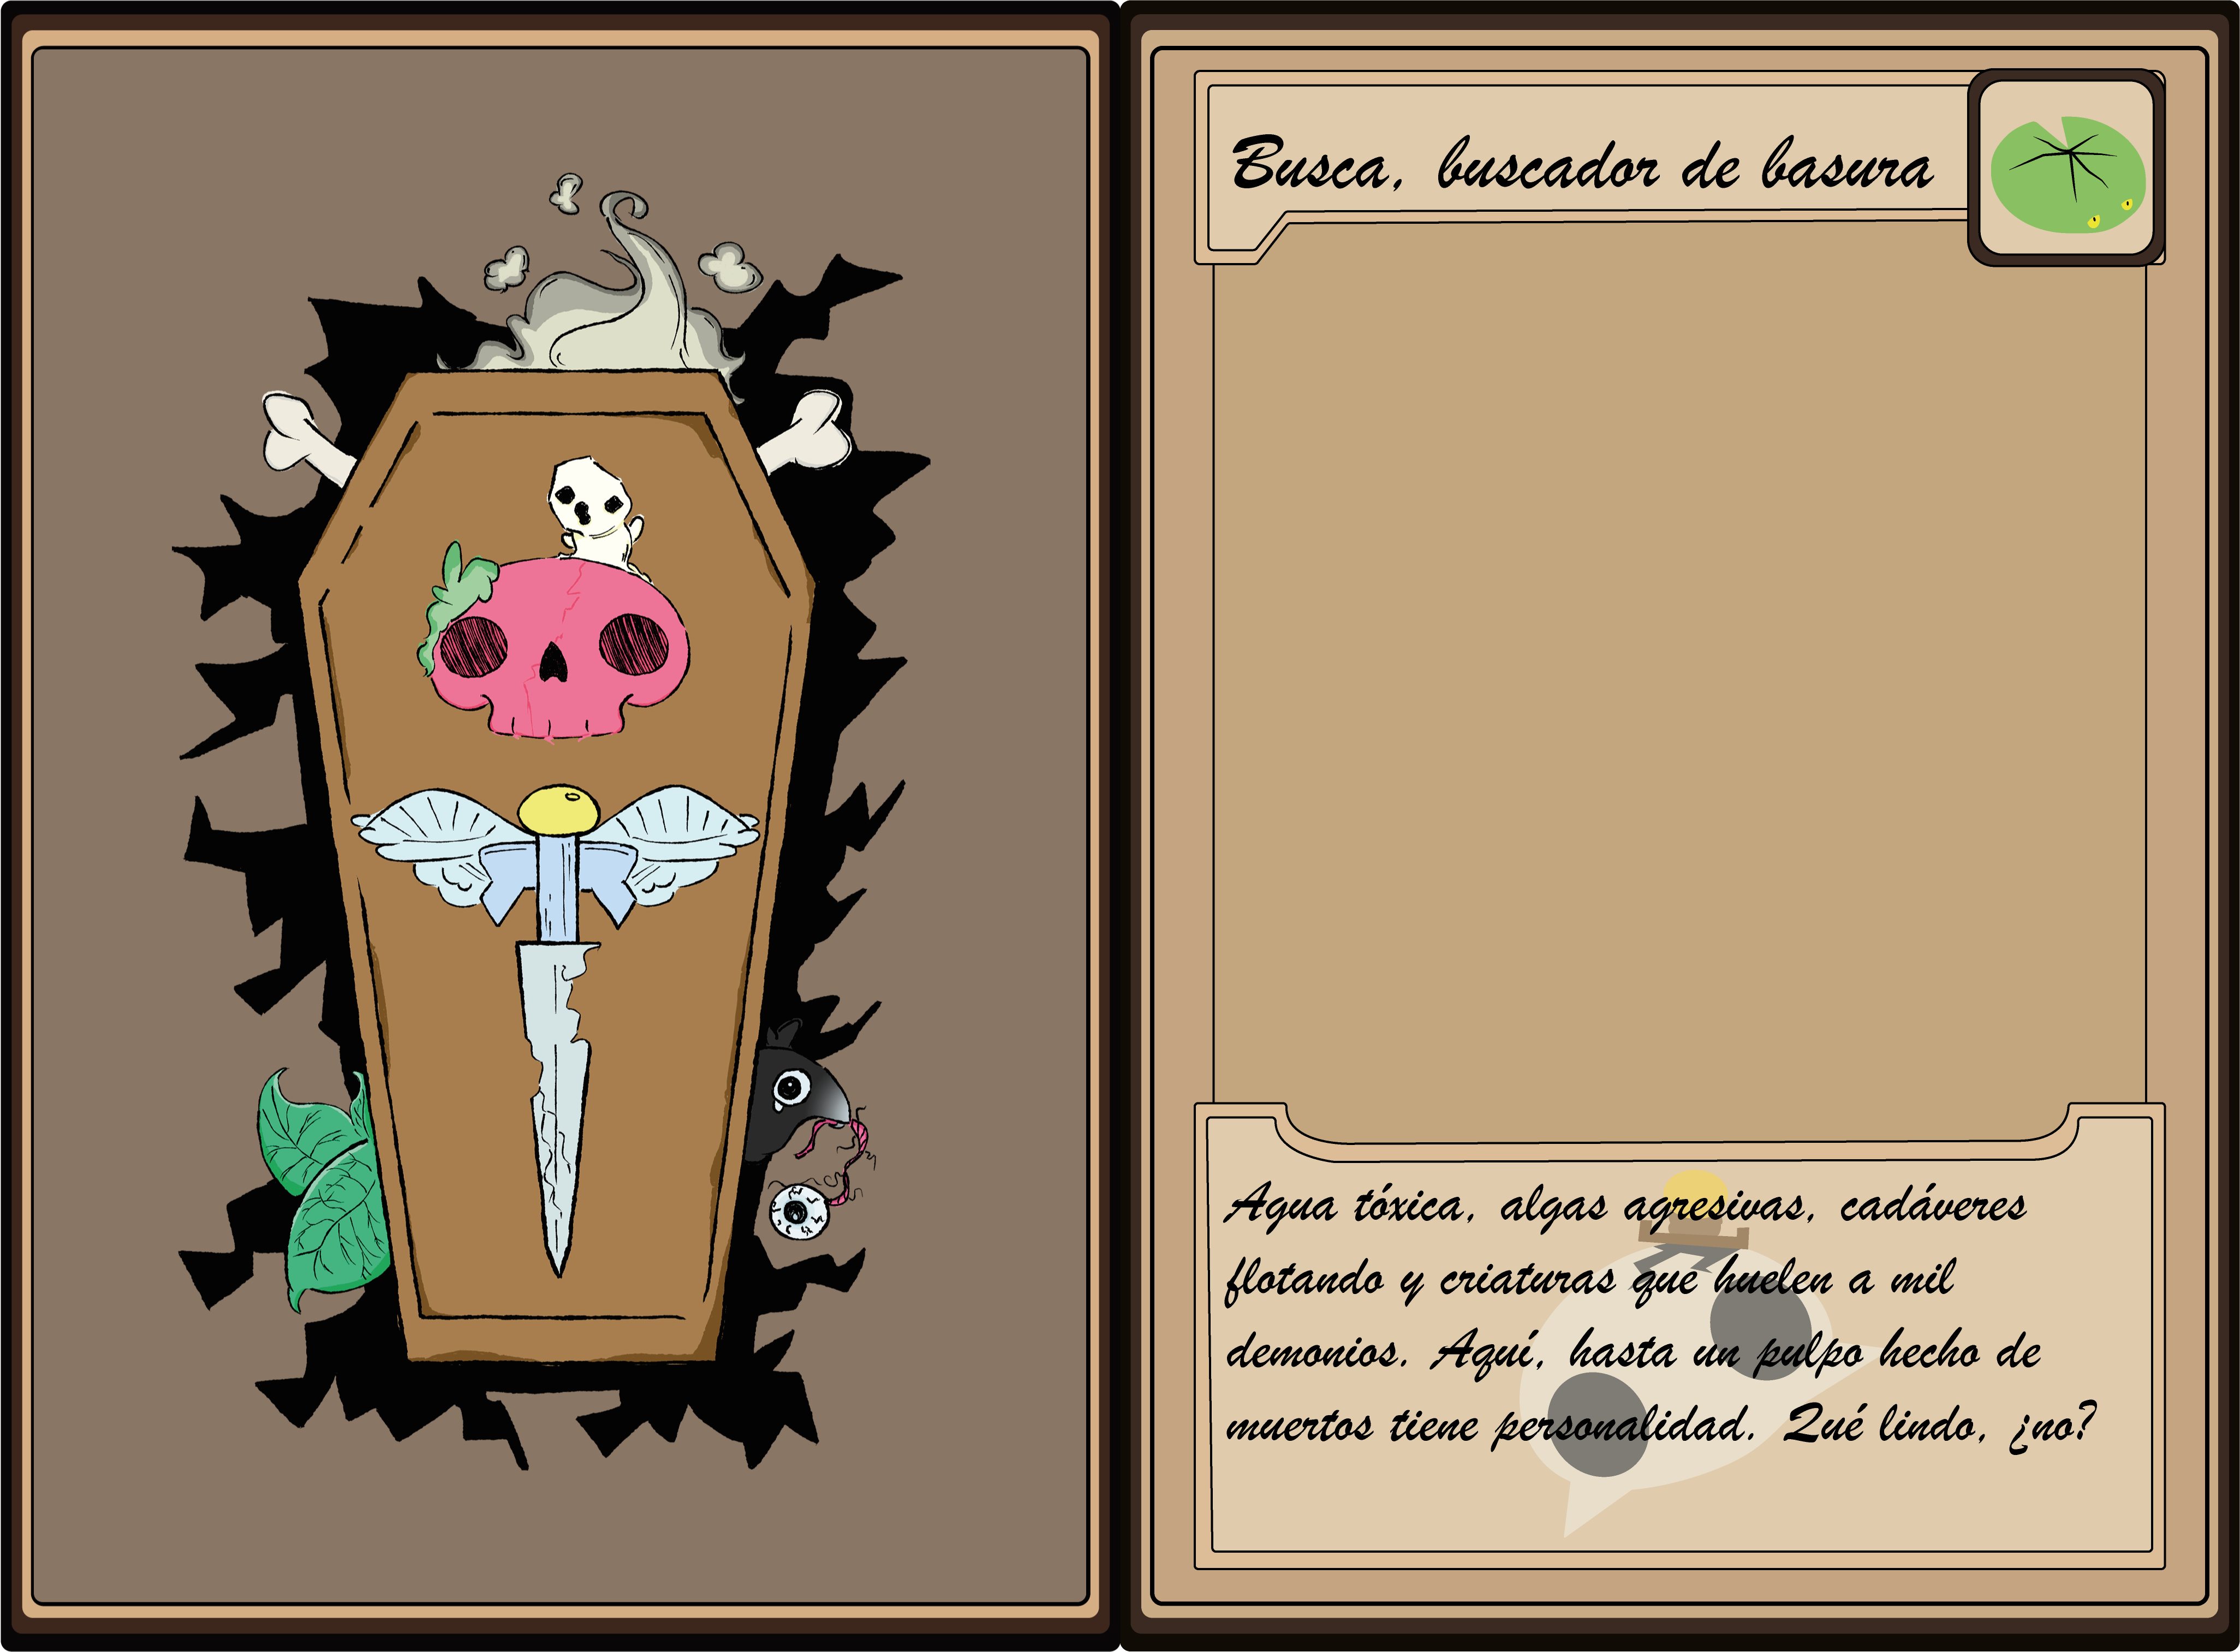 Busca, buscador de basura
Agua tóxica, algas agresivas, cadáveres
flotando y criaturas que huelen a mil
demonios. Aquí, hasta un pulpo hecho de
muertos tiene personalidad. Qué lindo, ¿no?